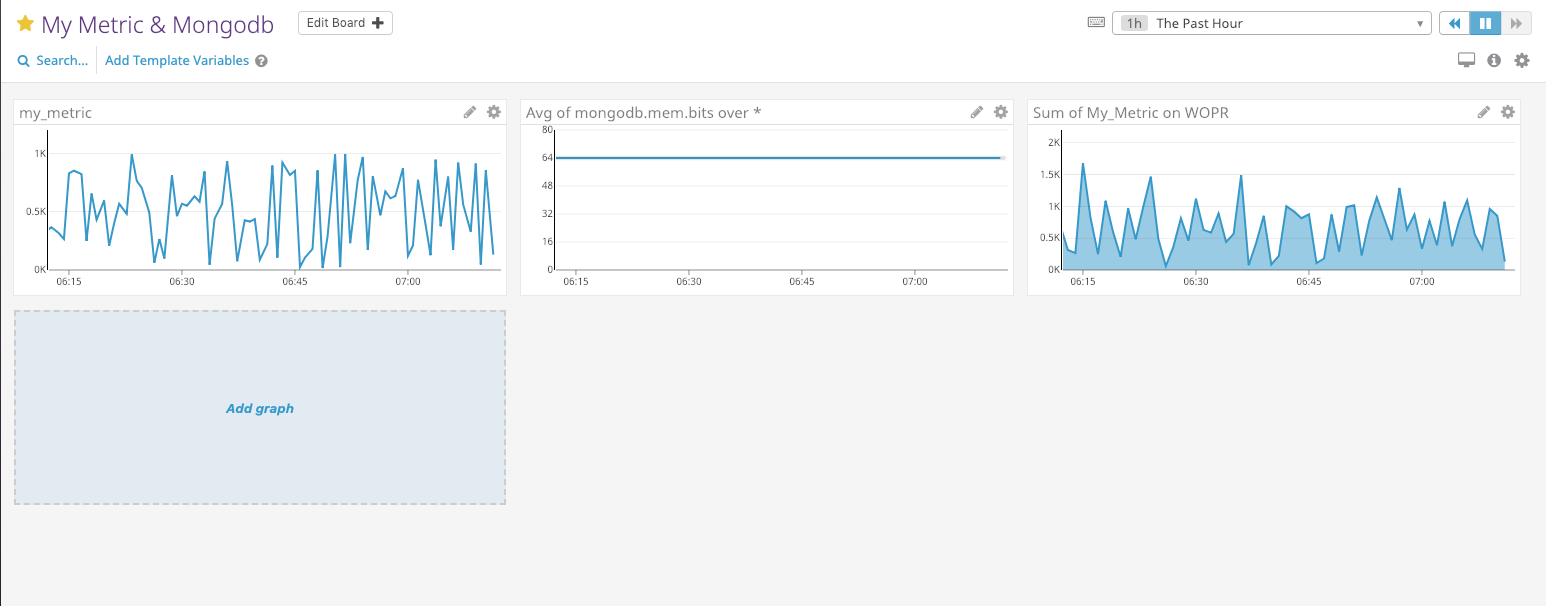 My Metric & Mongodb
Edit Board
1h The Past Hour
Search...
Add Template Variables
my_metric
1K
0.5K
0K
06:15 06:30 06:45 07:00
Avg of mongodb.mem.bits over *
80
64
48
32
16
0
06:15 06:30 06:45 07:00
Sum of My_Metric on WOPR
2K
1.5K
1K
0.5K
0K
06:15 06:30 06:45 07:00
Add graph